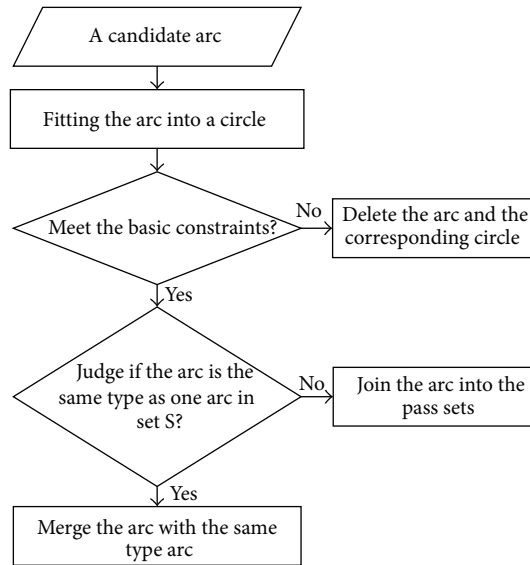 A candidate arc
Fitting the arc into a circle
Meet the basic constraints?
No
Delete the arc and the
corresponding circle
Yes
Judge if the arc is the
same type as one arc in
set S?
No
Join the arc into the
pass sets
Yes
Merge the arc with the same
type arc